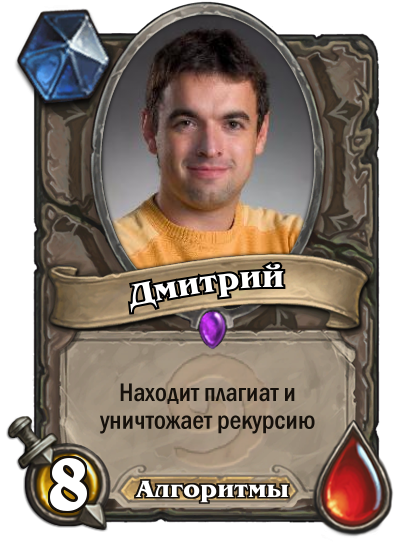 Дмитрий
Находит плагиат и
уничтожает рекурсию
8
Алгоритмы